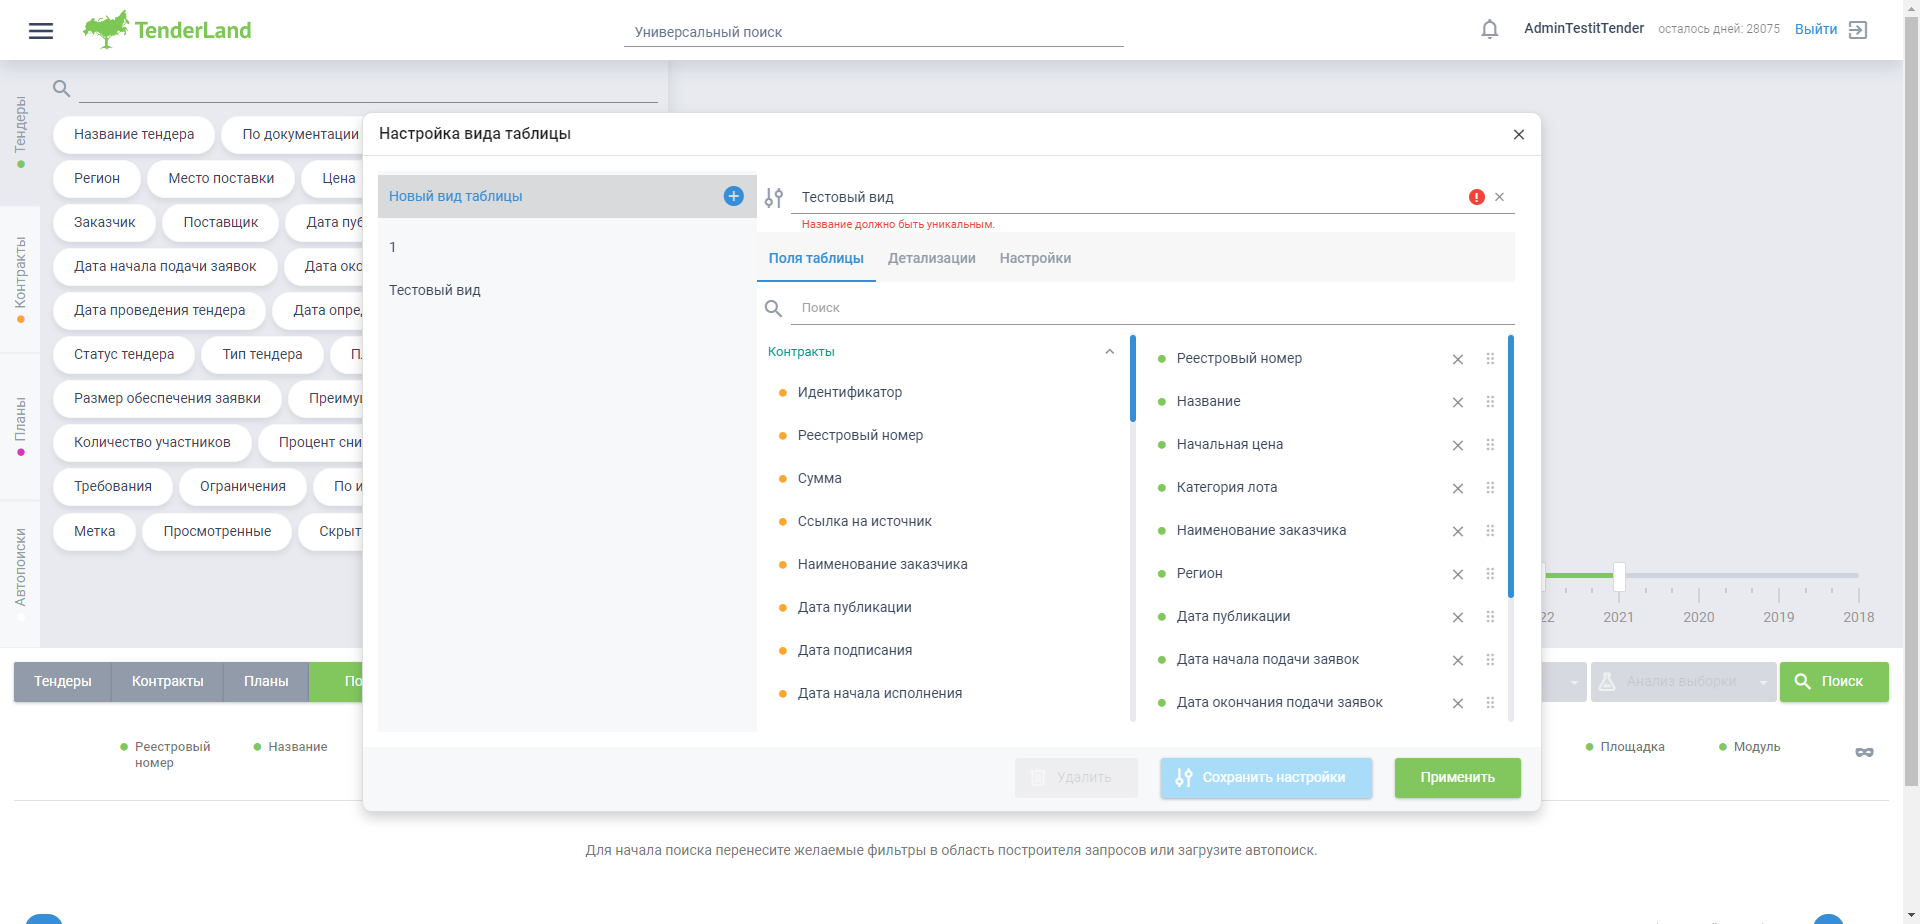 TenderLand
Универсальный поиск
AdminTestitTender
осталось дней: 28075
Выйти
Тендеры
Контракты
Планы
Автопоиски
Название тендера
По документации
Регион
Место поставки
Цена
Заказчик
Поставщик
Дата пуб
Дата начала подачи заявок
Дата око
Дата проведения тендера
Дата опре
Статус тендера
Тип тендера
Размер обеспечения заявки
Преиму
Количество участников
Процент сни
Требования
Ограничения
По и
Метка
Просмотренные
Скрыт
Настройка вида таблицы
Новый вид таблицы
1
Тестовый вид
Тестовый вид
Название должно быть уникальным.
Поля таблицы
Детализации
Настройки
Поиск
Контракты
Идентификатор
Реестровый номер
Сумма
Ссылка на источник
Наименование заказчика
Дата публикации
Дата подписания
Дата начала исполнения
Реестровый номер
Название
Начальная цена
Категория лота
Наименование заказчика
Регион
Дата публикации
Дата начала подачи заявок
Дата окончания подачи заявок
Удалить
Сохранить настройки
Применить
22
2021
2020
2019
2018
Тендеры
Контракты
Планы
По
Анализ выборки
Поиск
Реестровый
номер
Название
Площадка
Модуль
Для начала поиска перенесите желаемые фильтры в область построителя запросов или загрузите автопоиск.